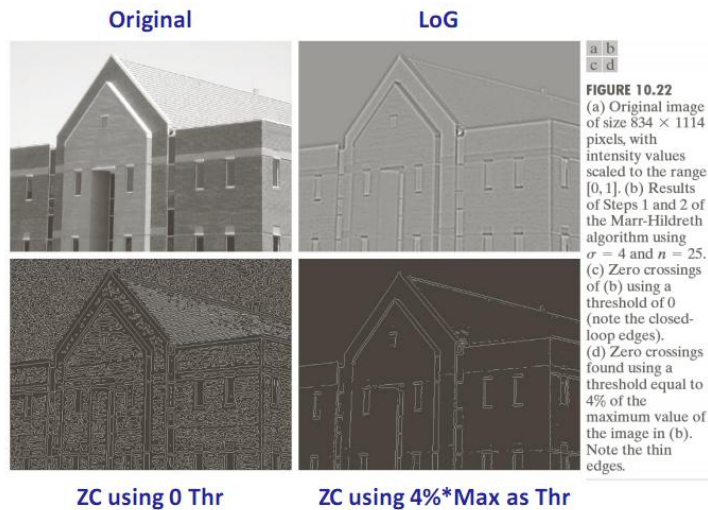 Original
LoG
a b
c d
FIGURE 10.22
(a) Original image
of size 834 × 1114
pixels, with
intensity values
scaled to the range
[0, 1]. (b) Results
of Steps 1 and 2 of
the Marr-Hildreth
algorithm using
σ = 4 and n = 25.
(c) Zero crossings
of (b) using a
threshold of 0
(note the closed-
loop edges).
(d) Zero crossings
found using a
threshold equal to
4% of the
maximum value of
the image in (b).
Note the thin
edges.
ZC using 0 Thr
ZC using 4%*Max as Thr